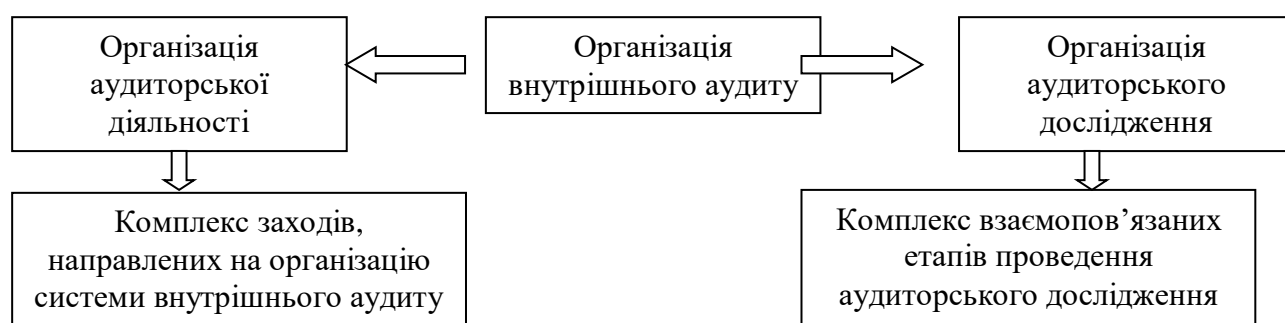 Організація
аудиторської
діяльності
Організація
внутрішнього аудиту
Організація
аудиторського
дослідження
Комплекс заходів,
направлених на організацію
системи внутрішнього аудиту
Комплекс взаємопов’язаних
етапів проведення
аудиторського дослідження